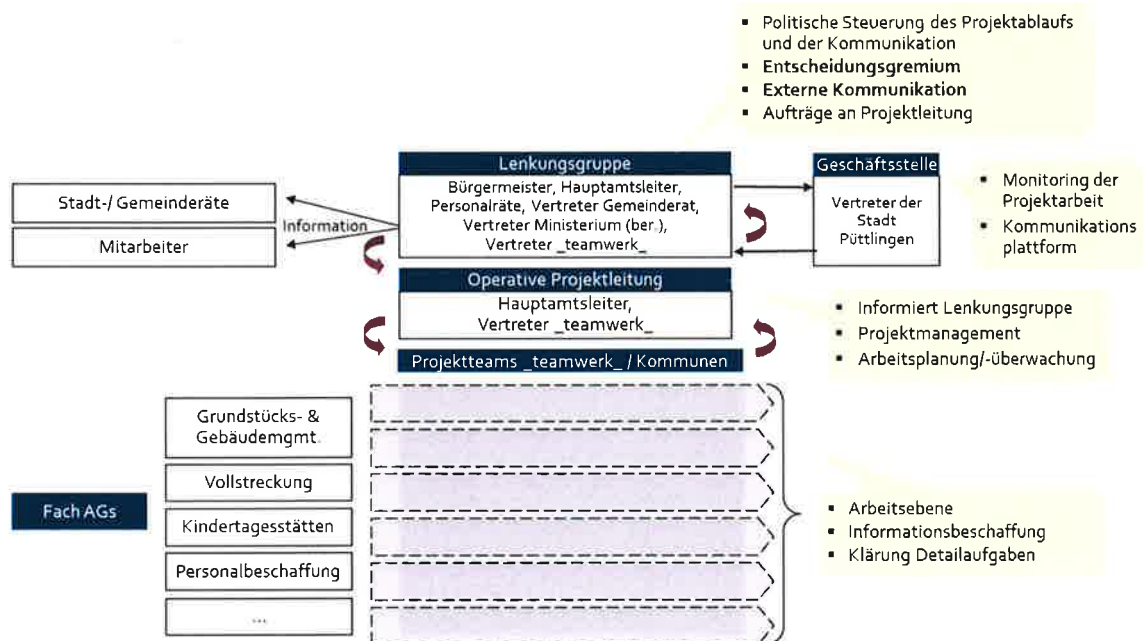 ▪ Politische Steuerung des Projektablaufs
und der Kommunikation
▪ Entscheidungsgremium
▪ Externe Kommunikation
▪ Aufträge an Projektleitung
Lenkungsgruppe
Bürgermeister, Hauptamtsleiter,
Personalräte, Vertreter Gemeinderat,
Vertreter Ministerium (ber.),
Vertreter _teamwerk_
Geschäftsstelle
Vertreter der
Stadt
Püttlingen
▪ Monitoring der
Projektarbeit
▪ Kommunikations
plattform
Stadt-/ Gemeinderäte
Mitarbeiter
Information
Operative Projektleitung
Hauptamtsleiter,
Vertreter _teamwerk_
▪ Informiert Lenkungsgruppe
▪ Projektmanagement
▪ Arbeitsplanung/-überwachung
Projektteams _teamwerk_ / Kommunen
Fach AGs
Grundstücks- &
Gebäudemgmt.
Vollstreckung
Kindertagesstätten
Personalbeschaffung
...
▪ Arbeitsebene
▪ Informationsbeschaffung
▪ Klärung Detailaufgaben